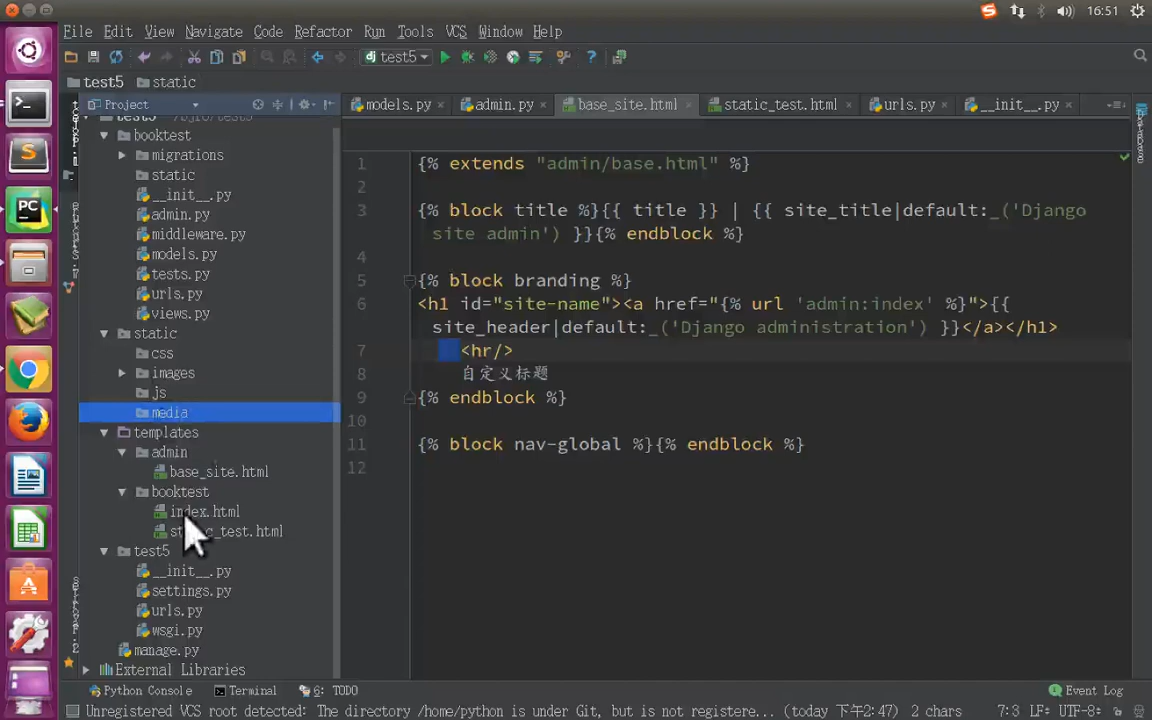 16:51
File Edit View Navigate Code Refactor Run Tools VCS Window Help
dj test5
test5 static
Project
models.py admin.py base_site.html static_test.html urls.py __init__.py
booktest
migrations
static
__init__.py
admin.py
middleware.py
models.py
tests.py
urls.py
views.py
static
css
images
js
media
templates
admin
base_site.html
booktest
index.html
test5
__init__.py
settings.py
urls.py
wsgi.py
manage.py
External Libraries
1 {% extends "admin/base.html" %}
2
3 {% block title %}{{ title }} | {{ site_title|default:_('Django
site admin') }}{% endblock %}
4
5 {% block branding %}
6 <h1 id="site-name"><a href="{% url 'admin:index' %}">{{
site_header|default:_('Django administration') }}</a></h1>
7 <hr/>
8 自定义标题
9 {% endblock %}
10
11 {% block nav-global %}{% endblock %}
12
Python Console Terminal 6: TODO Event Log
Unregistered VCS root detected: The directory /home/python is under Git, but is not registere... (today 下午2:47) 2 chars 7:3 LF÷ UTF-8÷